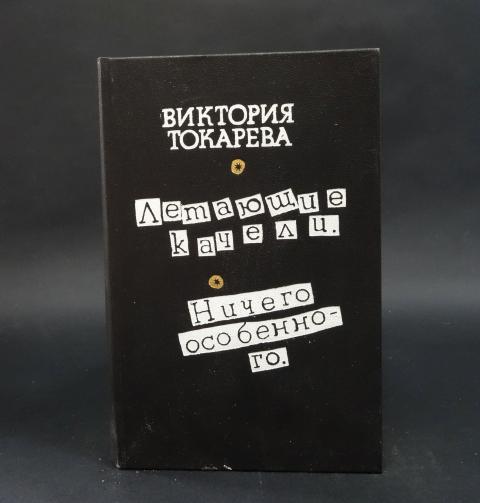 ВИКТОРИЯ
ТОКАРЕВА
Летающие
качели.
Ничего
особенно-
го.